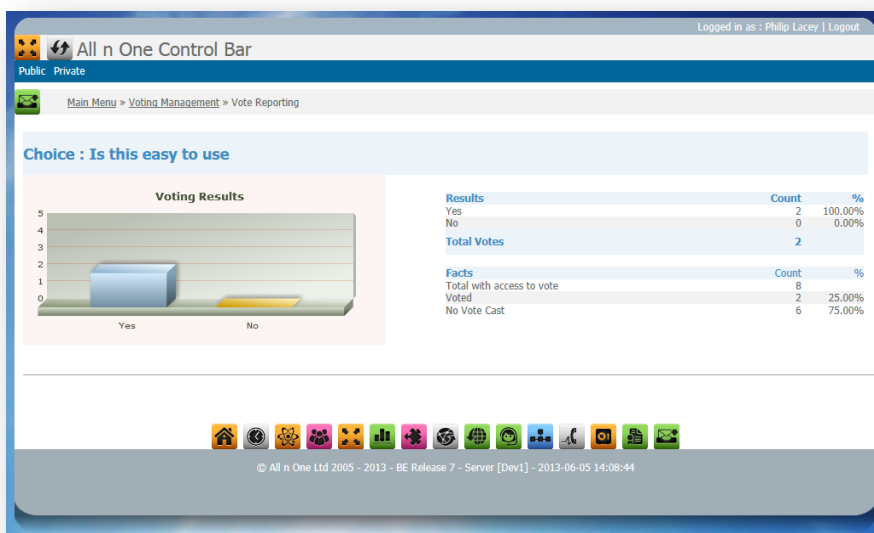 Logged in as : Philip Lacey | Logout
All n One Control Bar
Public Private
Main Menu » Voting Management » Vote Reporting
Choice : Is this easy to use
Voting Results
5
4
3
2
1
0
Yes No
Results Count %
Yes 2 100.00%
No 0 0.00%
Total Votes 2
Facts Count %
Total with access to vote 8
Voted 2 25.00%
No Vote Cast 6 75.00%
© All n One Ltd 2005 - 2013 - BE Release 7 - Server [Dev1] - 2013-06-05 14:08:44